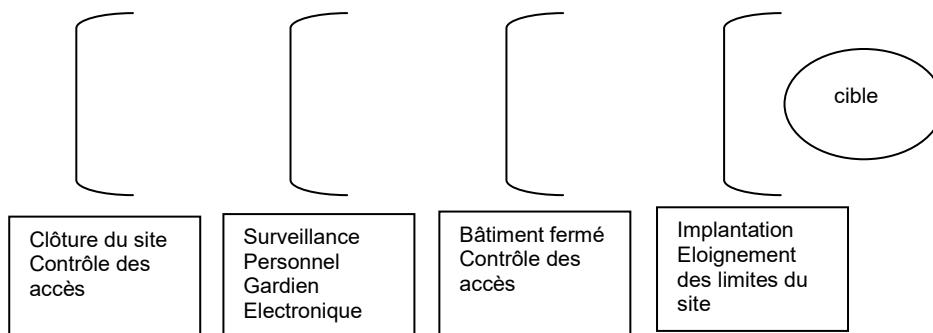 cible
Clôture du site
Contrôle des
accès
Surveillance
Personnel
Gardien
Electronique
Bâtiment fermé
Contrôle des
accès
Implantation
Eloignement
des limites du
site